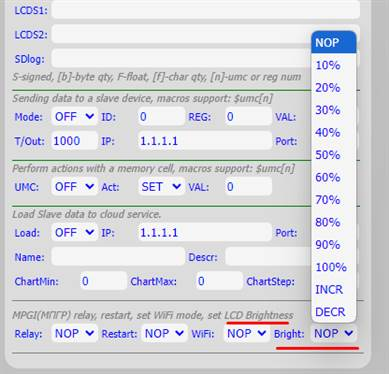 LCDS1:
LCDS2:
SDlog:
S-signed, [b]-byte qty, F-float, [f]-char qty, [n]-umc or reg num
Sending data to a slave device, macros support: $umc[n]
Mode: OFF ID: 0 REG: 0 VAL:
T/Out: 1000 IP: 1.1.1.1 Port:
Perform actions with a memory cell, macros support: $umc[n]
UMC: OFF Act: SET VAL: 0
Load Slave data to cloud service.
Load: OFF IP: 1.1.1.1 Port:
Name: Descr:
ChartMin: 0 ChartMax: 0 ChartStep:
MPGI(МПГР) relay, restart, set WiFi mode, set LCD Brightness
Relay: NOP Restart: NOP WiFi: NOP Bright: NOP
NOP
10%
20%
30%
40%
50%
60%
70%
80%
90%
100%
INCR
DECR